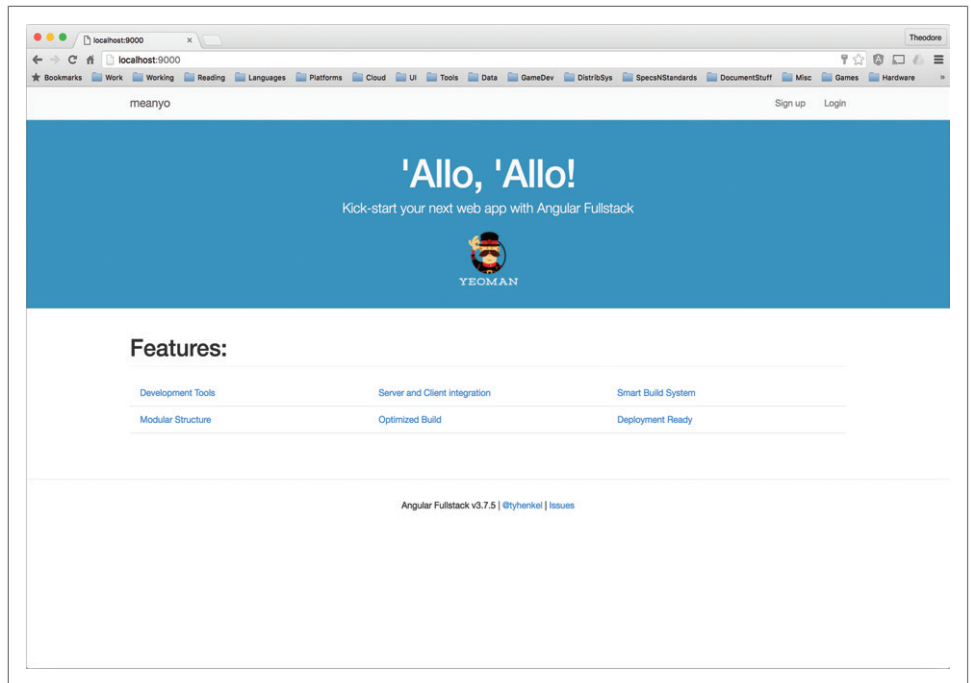 localhost:9000
Theodore
localhost:9000
Bookmarks Work Working Reading Languages Platforms Cloud UI Tools Data GameDev DistribSys SpecsNStandards DocumentStuff Misc Games Hardware »
meanyo Sign up Login
'Allo, 'Allo!
Kick-start your next web app with Angular Fullstack
YEOMAN
Features:
Development Tools Server and Client integration Smart Build System
Modular Structure Optimized Build Deployment Ready
Angular Fullstack v3.7.5 | @tyhenkel | Issues